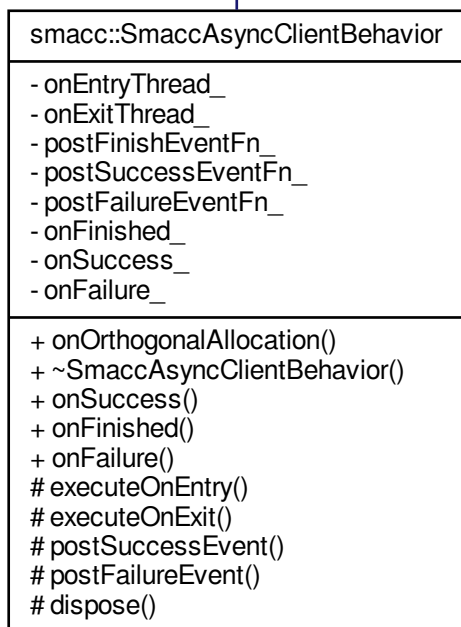 smacc::SmaccAsyncClientBehavior
- onEntryThread_
- onExitThread_
- postFinishEventFn_
- postSuccessEventFn_
- postFailureEventFn_
- onFinished_
- onSuccess_
- onFailure_
+ onOrthogonalAllocation()
+ ~SmaccAsyncClientBehavior()
+ onSuccess()
+ onFinished()
+ onFailure()
# executeOnEntry()
# executeOnExit()
# postSuccessEvent()
# postFailureEvent()
# dispose()